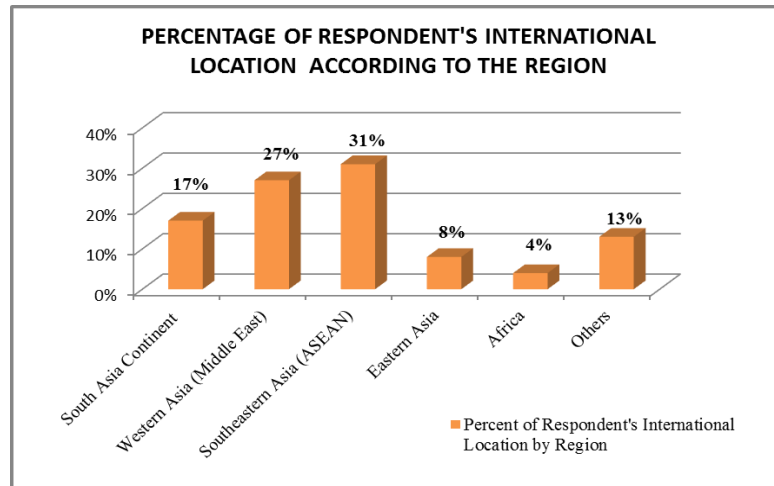 PERCENTAGE OF RESPONDENT'S INTERNATIONAL
LOCATION ACCORDING TO THE REGION
40%
30%
20%
10%
0%
17%
27%
31%
8%
4%
13%
South Asia Continent
Western Asia (Middle East)
Southeastern Asia (ASEAN)
Eastern Asia
Africa
Others
Percent of Respondent's International
Location by Region